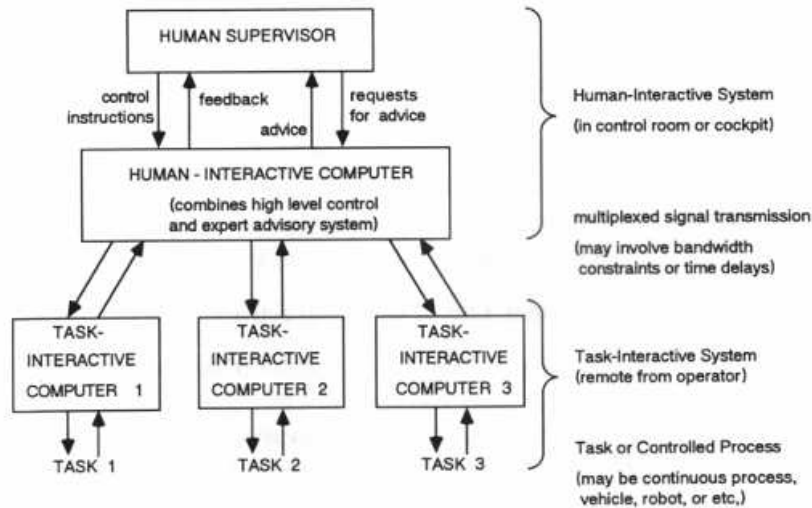 HUMAN SUPERVISOR
control
instructions
feedback
advice
requests
for advice
HUMAN - INTERACTIVE COMPUTER
(combines high level control
and expert advisory system)
TASK-
INTERACTIVE
COMPUTER 1
TASK-
INTERACTIVE
COMPUTER 2
TASK-
INTERACTIVE
COMPUTER 3
TASK 1
TASK 2
TASK 3
Human-Interactive System
(in control room or cockpit)
multiplexed signal transmission
(may involve bandwidth
constraints or time delays)
Task-Interactive System
(remote from operator)
Task or Controlled Process
(may be continuous process,
vehicle, robot, or etc,)